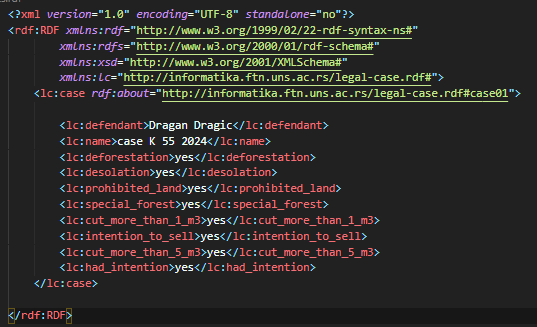 <?xml version="1.0" encoding="UTF-8" standalone="no"?>
<rdf:RDF xmlns:rdf="http://www.w3.org/1999/02/22-rdf-syntax-ns#"
xmlns:rdfs="http://www.w3.org/2000/01/rdf-schema#"
xmlns:xsd="http://www.w3.org/2001/XMLSchema#"
xmlns:lc="http://informatika.ftn.uns.ac.rs/legal-case.rdf#">
<lc:case rdf:about="http://informatika.ftn.uns.ac.rs/legal-case.rdf#case01">
<lc:defendant>Dragan Dragic</lc:defendant>
<lc:name>case K 55 2024</lc:name>
<lc:deforestation>yes</lc:deforestation>
<lc:desolation>yes</lc:desolation>
<lc:prohibited_land>yes</lc:prohibited_land>
<lc:special_forest>yes</lc:special_forest>
<lc:cut_more_than_1_m3>yes</lc:cut_more_than_1_m3>
<lc:intention_to_sell>yes</lc:intention_to_sell>
<lc:cut_more_than_5_m3>yes</lc:cut_more_than_5_m3>
<lc:had_intention>yes</lc:had_intention>
</lc:case>
</rdf:RDF>